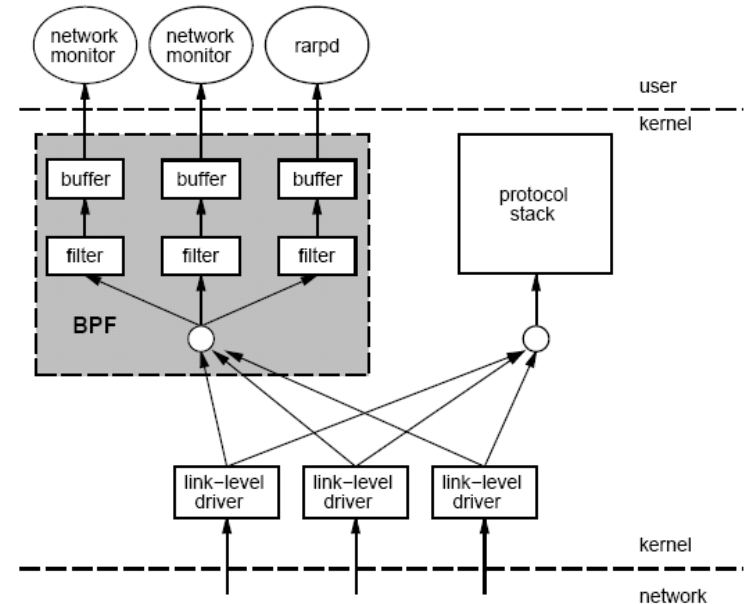 network
monitor
network
monitor
rarpd
user
kernel
buffer
buffer
buffer
protocol
stack
filter
filter
filter
BPF
link-level
driver
link-level
driver
link-level
driver
kernel
network